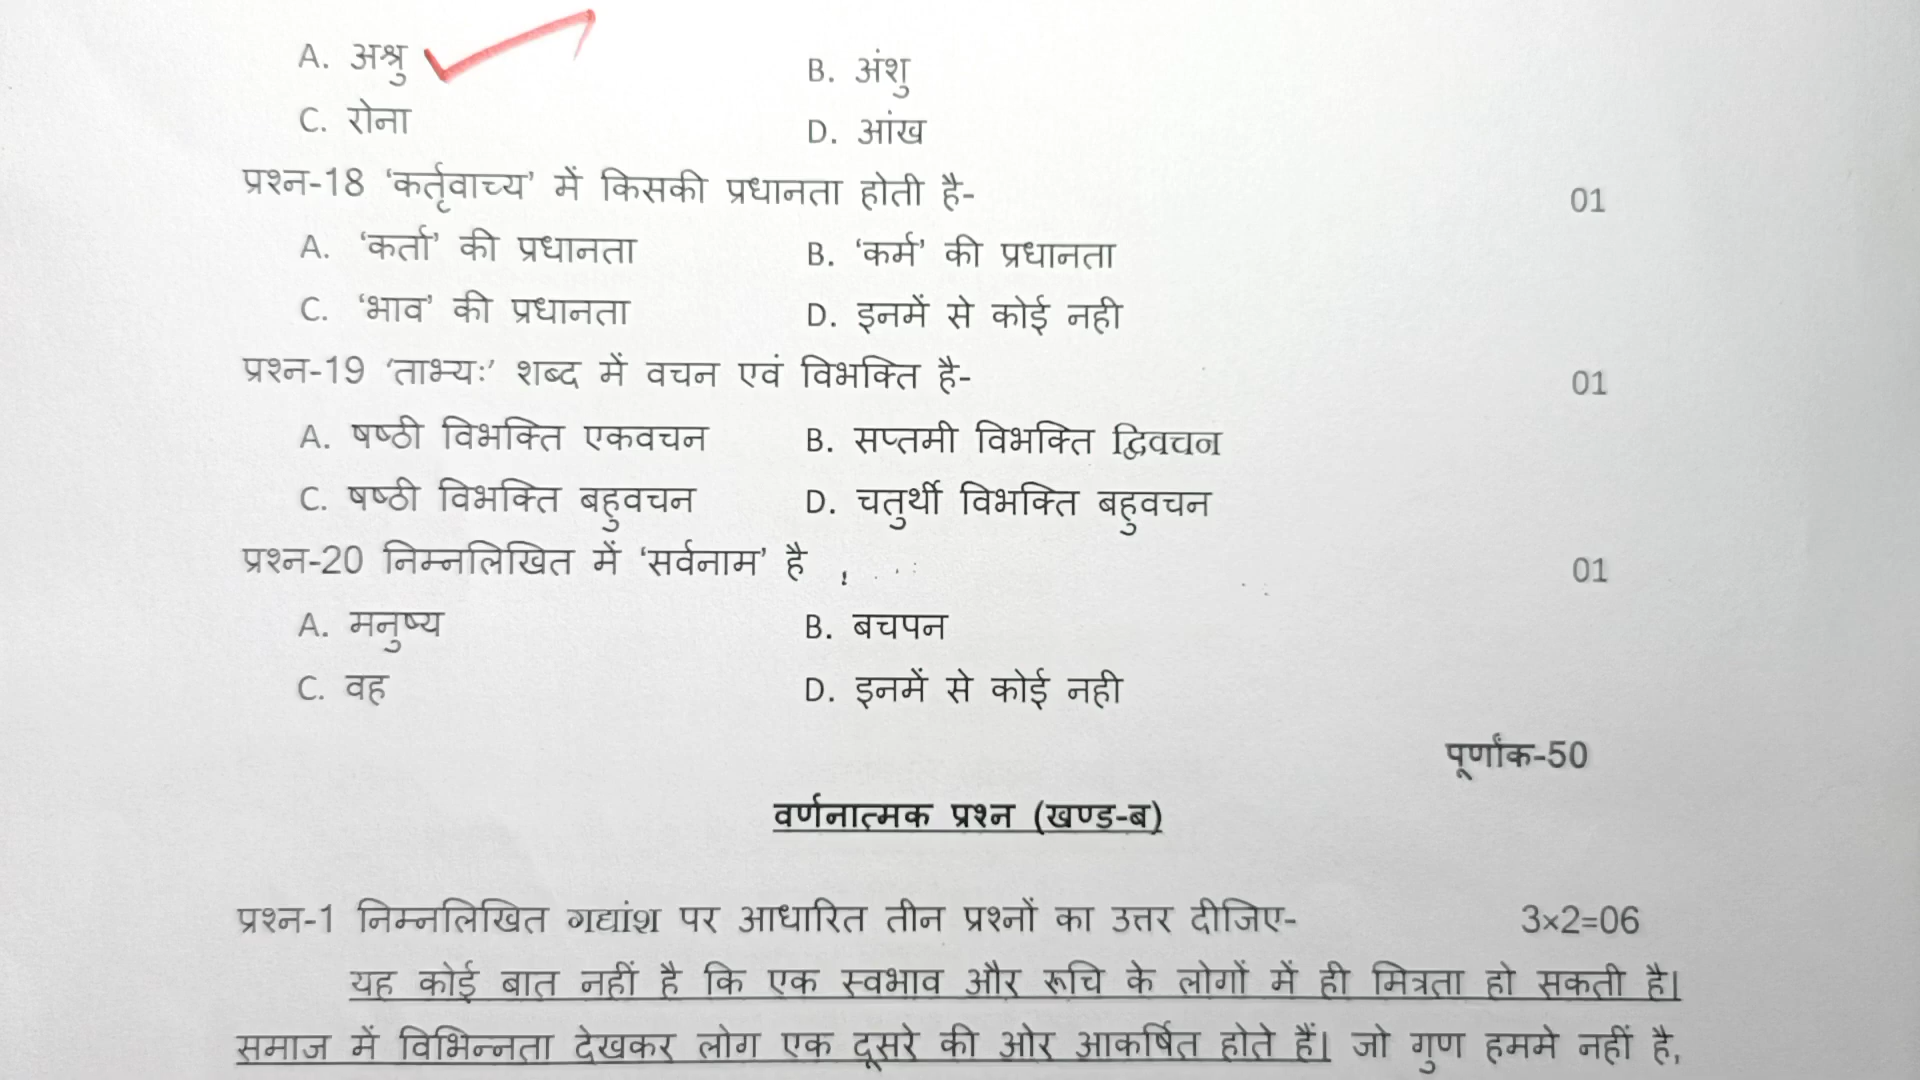 A. अश्रु B. अंशु
C. रोना D. आंख
प्रश्न-18 'कर्तृवाच्य' में किसकी प्रधानता होती है- 01
A. 'कर्ता' की प्रधानता B. 'कर्म' की प्रधानता
C. 'भाव' की प्रधानता D. इनमें से कोई नही
प्रश्न-19 'ताभ्यः' शब्द में वचन एवं विभक्ति है- 01
A. षष्ठी विभक्ति एकवचन B. सप्तमी विभक्ति द्विवचन
C. षष्ठी विभक्ति बहुवचन D. चतुर्थी विभक्ति बहुवचन
प्रश्न-20 निम्नलिखित में 'सर्वनाम' है 01
A. मनुष्य B. बचपन
C. वह D. इनमें से कोई नही
पूर्णांक-50
वर्णनात्मक प्रश्न (खण्ड-ब)
प्रश्न-1 निम्नलिखित गद्यांश पर आधारित तीन प्रश्नों का उत्तर दीजिए- 3×2=06
यह कोई बात नहीं है कि एक स्वभाव और रूचि के लोगों में ही मित्रता हो सकती है।
समाज में विभिन्नता देखकर लोग एक दूसरे की ओर आकर्षित होते हैं। जो गुण हममे नहीं है,